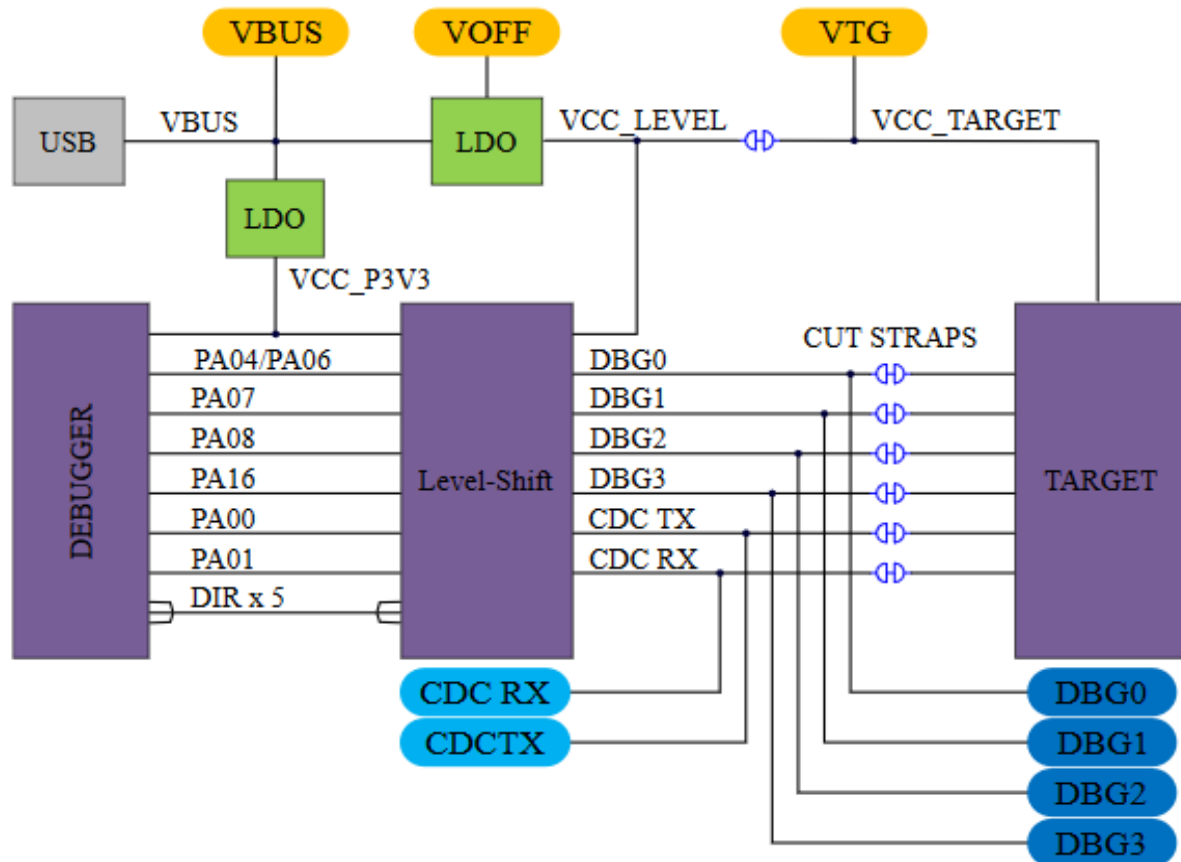 VBUS
VOFF
VTG
USB
VBUS
LDO
VCC_LEVEL
VCC_TARGET
LDO
VCC_P3V3
DEBUGGER
PA04/PA06
PA07
PA08
PA16
PA00
PA01
DIR x 5
Level-Shift
DBG0
DBG1
DBG2
DBG3
CDC TX
CDC RX
CUT STRAPS
TARGET
CDC RX
CDCTX
DBG0
DBG1
DBG2
DBG3